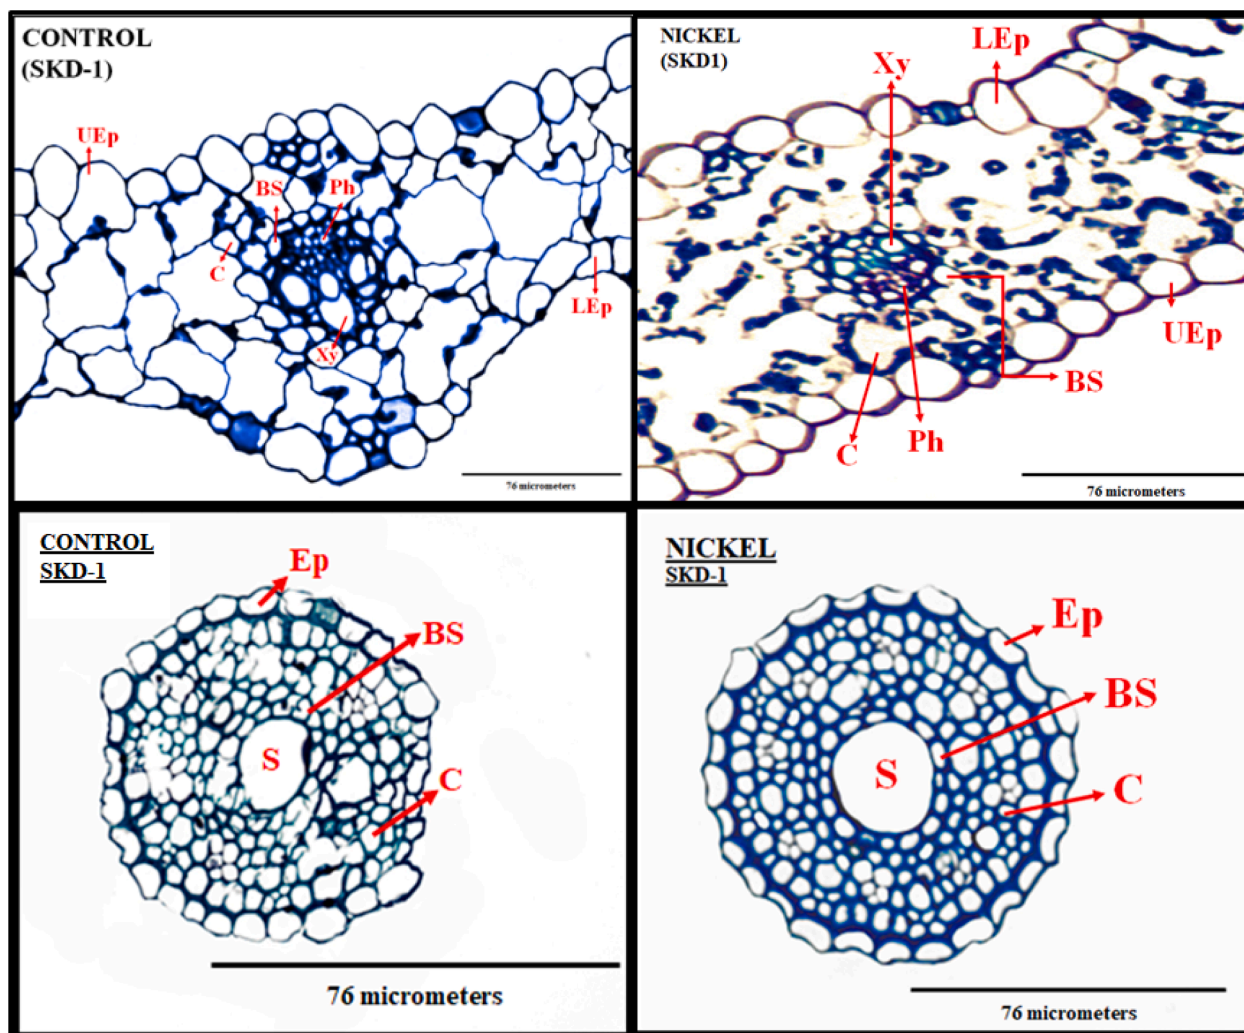 CONTROL
(SKD-1)
UEp
BS
Ph
C
LEp
Xy
76 micrometers
NICKEL
(SKD1)
Xy
LEp
UEp
BS
Ph
C
76 micrometers
CONTROL
SKD-1
Ep
BS
S
C
76 micrometers
NICKEL
SKD-1
Ep
BS
S
C
76 micrometers